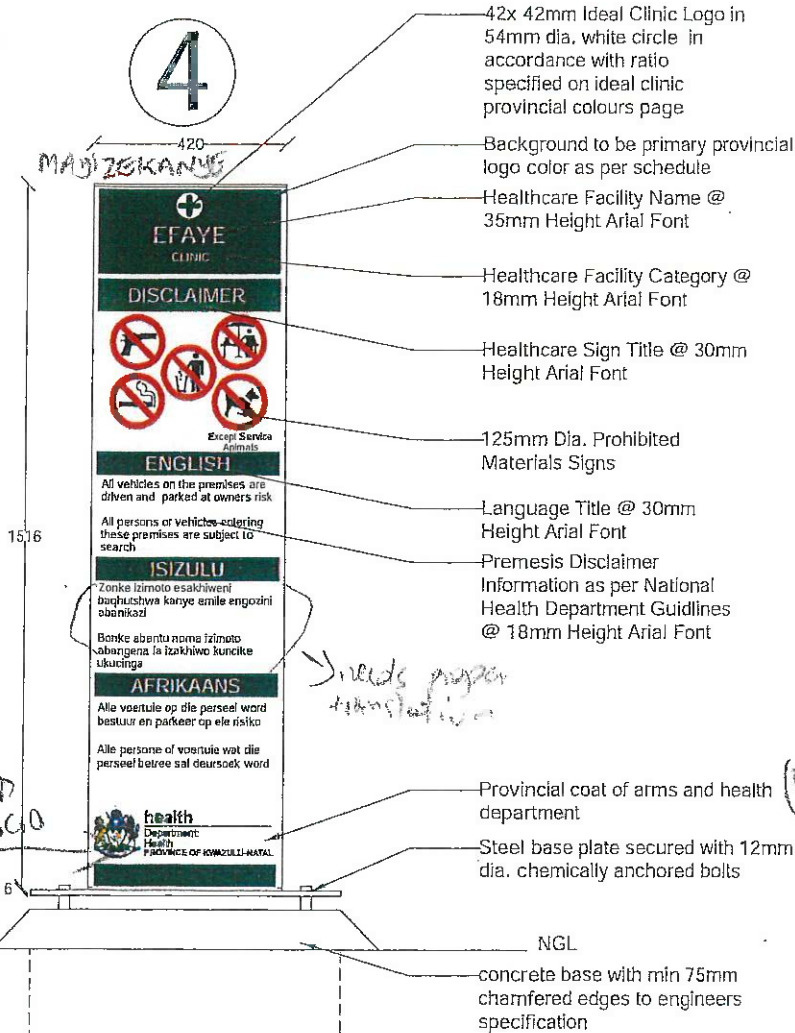 4
420
MAYIZEKANYE
EFAYE
CLINIC
DISCLAIMER
Except Service
Animals
ENGLISH
All vehicles on the premises are
driven and parked at owners risk
All persons or vehicles entering
these premises are subject to
search
ISIZULU
Zonke izimoto esakhiweni
baqhutshwa kanye emile engozini
abanikazi
Bonke abantu noma izimoto
abangena la izakhiwo kuncike
ukucinga
needs proper
translation
AFRIKAANS
Alle voertuie op die perseel word
bestuur en parkeer op eie risiko
Alle persone of voertuie wat die
perseel betree sal deursoek word
health
Department:
Health
PROVINCE OF KWAZULU-NATAL
1516
6
42x 42mm Ideal Clinic Logo in
54mm dia. white circle in
accordance with ratio
specified on ideal clinic
provincial colours page
Background to be primary provincial
logo color as per schedule
Healthcare Facility Name @
35mm Height Arial Font
Healthcare Facility Category @
18mm Height Arial Font
Healthcare Sign Title @ 30mm
Height Arial Font
125mm Dia. Prohibited
Materials Signs
Language Title @ 30mm
Height Arial Font
Premesis Disclaimer
Information as per National
Health Department Guidlines
@ 18mm Height Arial Font
Provincial coat of arms and health
department
Steel base plate secured with 12mm
dia. chemically anchored bolts
NGL
concrete base with min 75mm
chamfered edges to engineers
specification